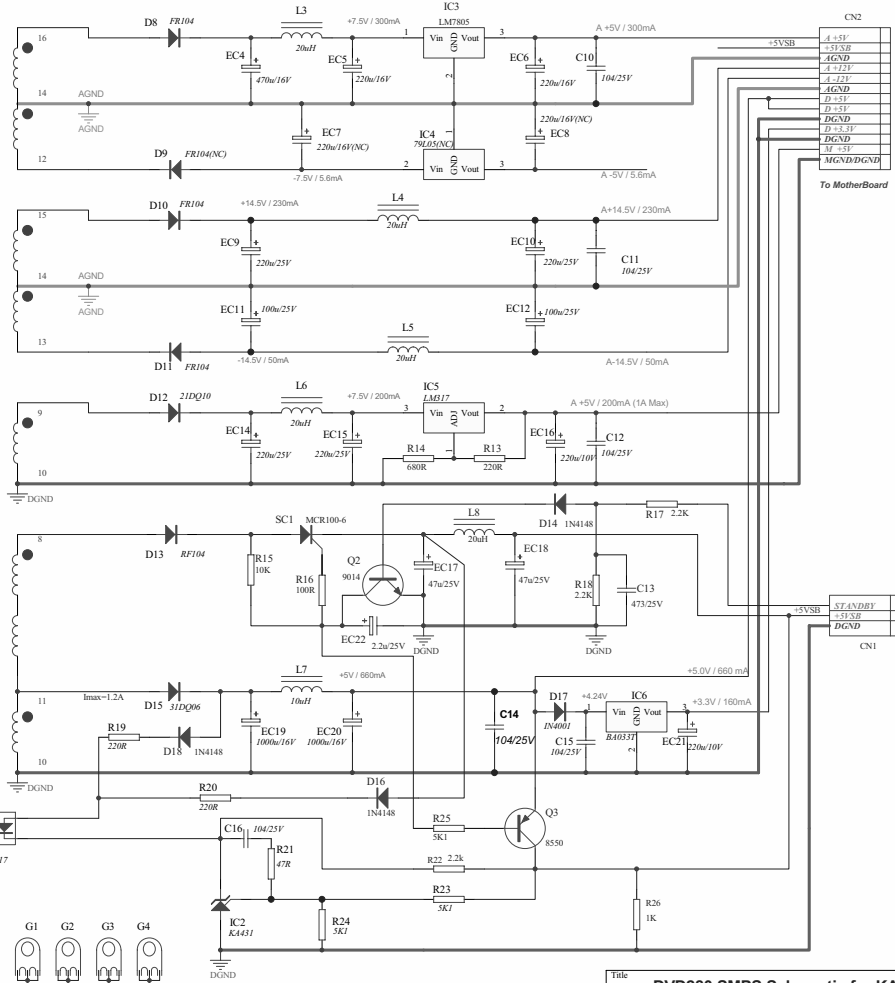 IC3
CN2
D8
FR104
L3
+7.5V / 300mA
LM7805
A +5V / 300mA
16
20uH
1
Vin
GND
Vout
3
+5VSB
A +5V
+5VSB
EC4
470u/16V
EC5
220u/16V
2
EC6
220u/16V
C10
104/25V
AGND
A +12V
A -12V
14
AGND
AGND
AGND
D +5V
D +5V
DGND
D +3.3V
DGND
M +5V
MGND/DGND
To MotherBoard
EC7
220u/16V(NC)
IC4
79L05(NC)
1
220u/16V(NC)
EC8
12
D9
FR104(NC)
-7.5V / 5.6mA
2
Vin
GND
Vout
3
A -5V / 5.6mA
15
D10
FR104
+14.5V / 230mA
L4
20uH
A+14.5V / 230mA
EC9
220u/25V
EC10
220u/25V
C11
104/25V
14
AGND
AGND
EC11
100u/25V
EC12
100u/25V
13
L5
20uH
D11
FR104
-14.5V / 50mA
A-14.5V / 50mA
D12
21DQ10
L6
+7.5V / 200mA
IC5
LM317
A +5V / 200mA (1A Max)
9
20uH
3
Vin
ADJ
Vout
2
EC14
220u/25V
EC15
220u/25V
1
EC16
220u/10V
C12
104/25V
R14
680R
R13
220R
10
DGND
8
D13
RF104
SC1
MCR100-6
L8
20uH
D14
1N4148
R17
2.2K
R15
10K
R16
100R
Q2
9014
EC17
47u/25V
EC18
47u/25V
R18
2.2K
C13
473/25V
EC22
2.2u/25V
DGND
DGND
+5VSB
STANDBY
+5VSB
DGND
CN1
11
Imax=1.2A
D15
31DQ06
L7
10uH
+5V / 660mA
+5.0V / 660 mA
R19
220R
D18
1N4148
EC19
1000u/16V
EC20
1000u/16V
C14
104/25V
D17
IN4001
+4.24V
1
IC6
Vin
GND
Vout
3
+3.3V / 160mA
BA033T
2
C15
104/25V
EC21
220u/10V
10
DGND
R20
220R
D16
1N4148
R25
5K1
Q3
8550
17
C16
104/25V
R21
47R
R22
2.2k
IC2
KA431
R24
5K1
R23
5K1
R26
1K
DGND
G1
G2
G3
G4
Title